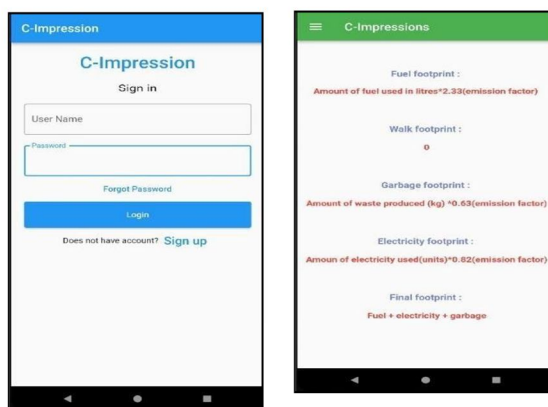 C-Impression
C-Impression
Sign in
User Name
Password
Forgot Password
Login
Does not have account? Sign up
C-Impressions
Fuel footprint :
Amount of fuel used in litres*2.33(emission factor)
Walk footprint :
0
Garbage footprint :
Amount of waste produced (kg) *0.63(emission factor)
Electricity footprint :
Amoun of electricity used(units)*0.82(emission factor)
Final footprint :
Fuel + electricity + garbage